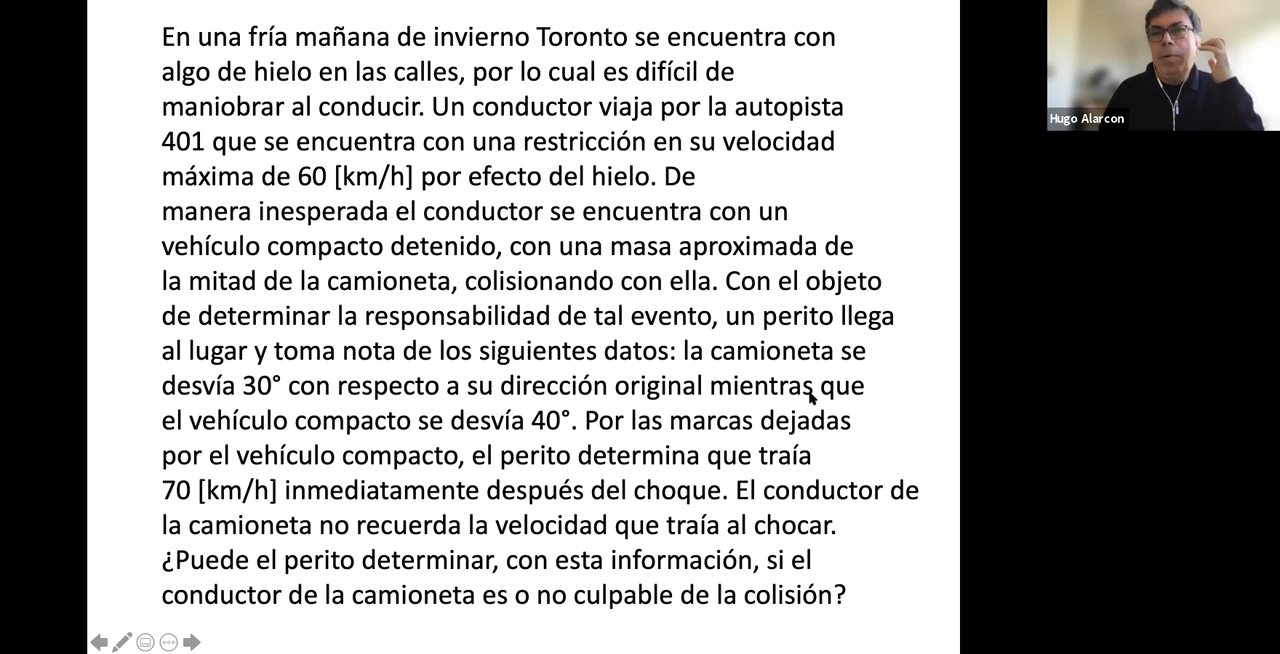 En una fría mañana de invierno Toronto se encuentra con
algo de hielo en las calles, por lo cual es difícil de
maniobrar al conducir. Un conductor viaja por la autopista
401 que se encuentra con una restricción en su velocidad
máxima de 60 [km/h] por efecto del hielo. De
manera inesperada el conductor se encuentra con un
vehículo compacto detenido, con una masa aproximada de
la mitad de la camioneta, colisionando con ella. Con el objeto
de determinar la responsabilidad de tal evento, un perito llega
al lugar y toma nota de los siguientes datos: la camioneta se
desvía 30° con respecto a su dirección original mientras que
el vehículo compacto se desvía 40°. Por las marcas dejadas
por el vehículo compacto, el perito determina que traía
70 [km/h] inmediatamente después del choque. El conductor de
la camioneta no recuerda la velocidad que traía al chocar.
¿Puede el perito determinar, con esta información, si el
conductor de la camioneta es o no culpable de la colisión?
Hugo Alarcon